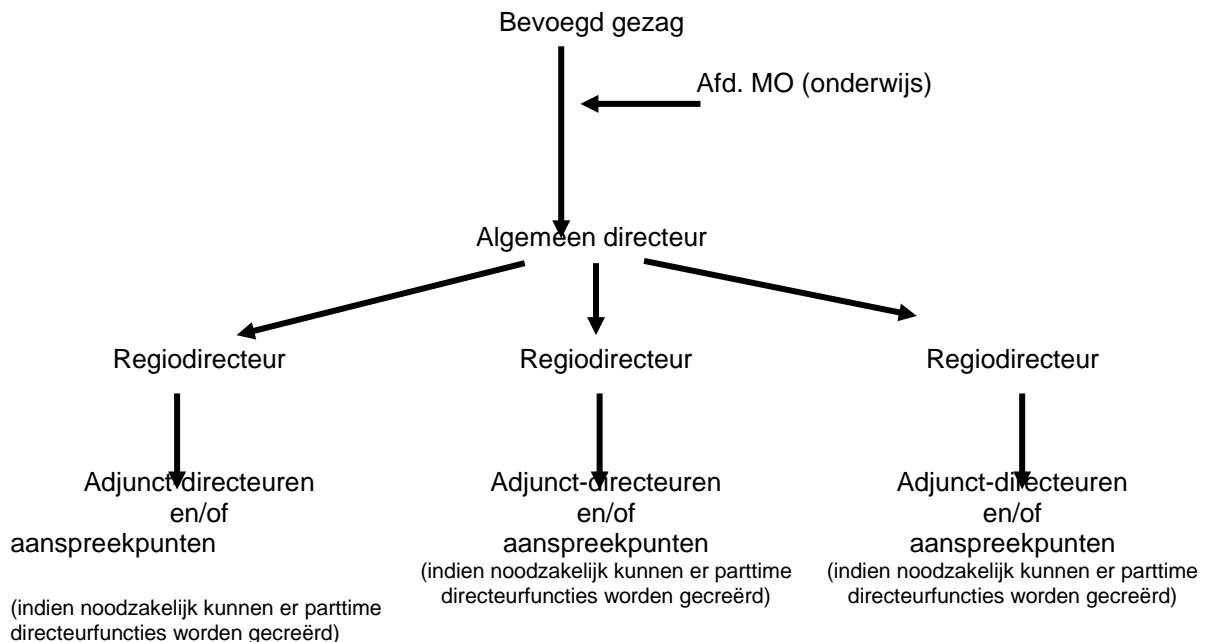 Bevoegd gezag
Afd. MO (onderwijs)
Algemeen directeur
Regiodirecteur
Regiodirecteur
Regiodirecteur
Adjunct-directeuren
en/of
aanspreekpunten
(indien noodzakelijk kunnen er parttime
directeurfuncties worden gecreërd)
Adjunct-directeuren
en/of
aanspreekpunten
(indien noodzakelijk kunnen er parttime
directeurfuncties worden gecreërd)
Adjunct-directeuren
en/of
aanspreekpunten
(indien noodzakelijk kunnen er parttime
directeurfuncties worden gecreërd)